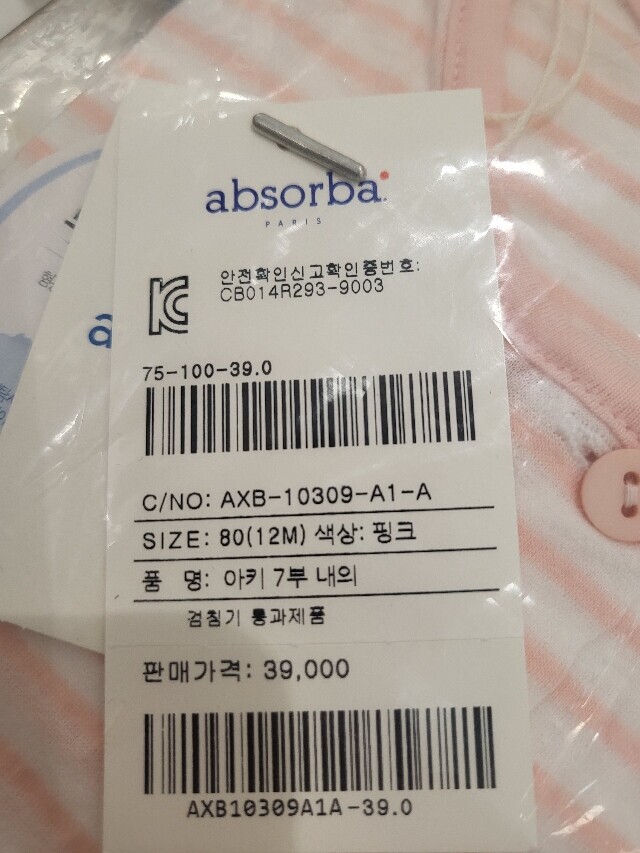 absorba
PARIS
안전확인신고확인증번호:
CB014R293-9003
75-100-39.0
C/NO: AXB-10309-A1-A
SIZE: 80(12M) 색상: 핑크
품 명: 아키 7부 내의
검침기 통과제품
판매가격: 39,000
AXB10309A1A-39.0